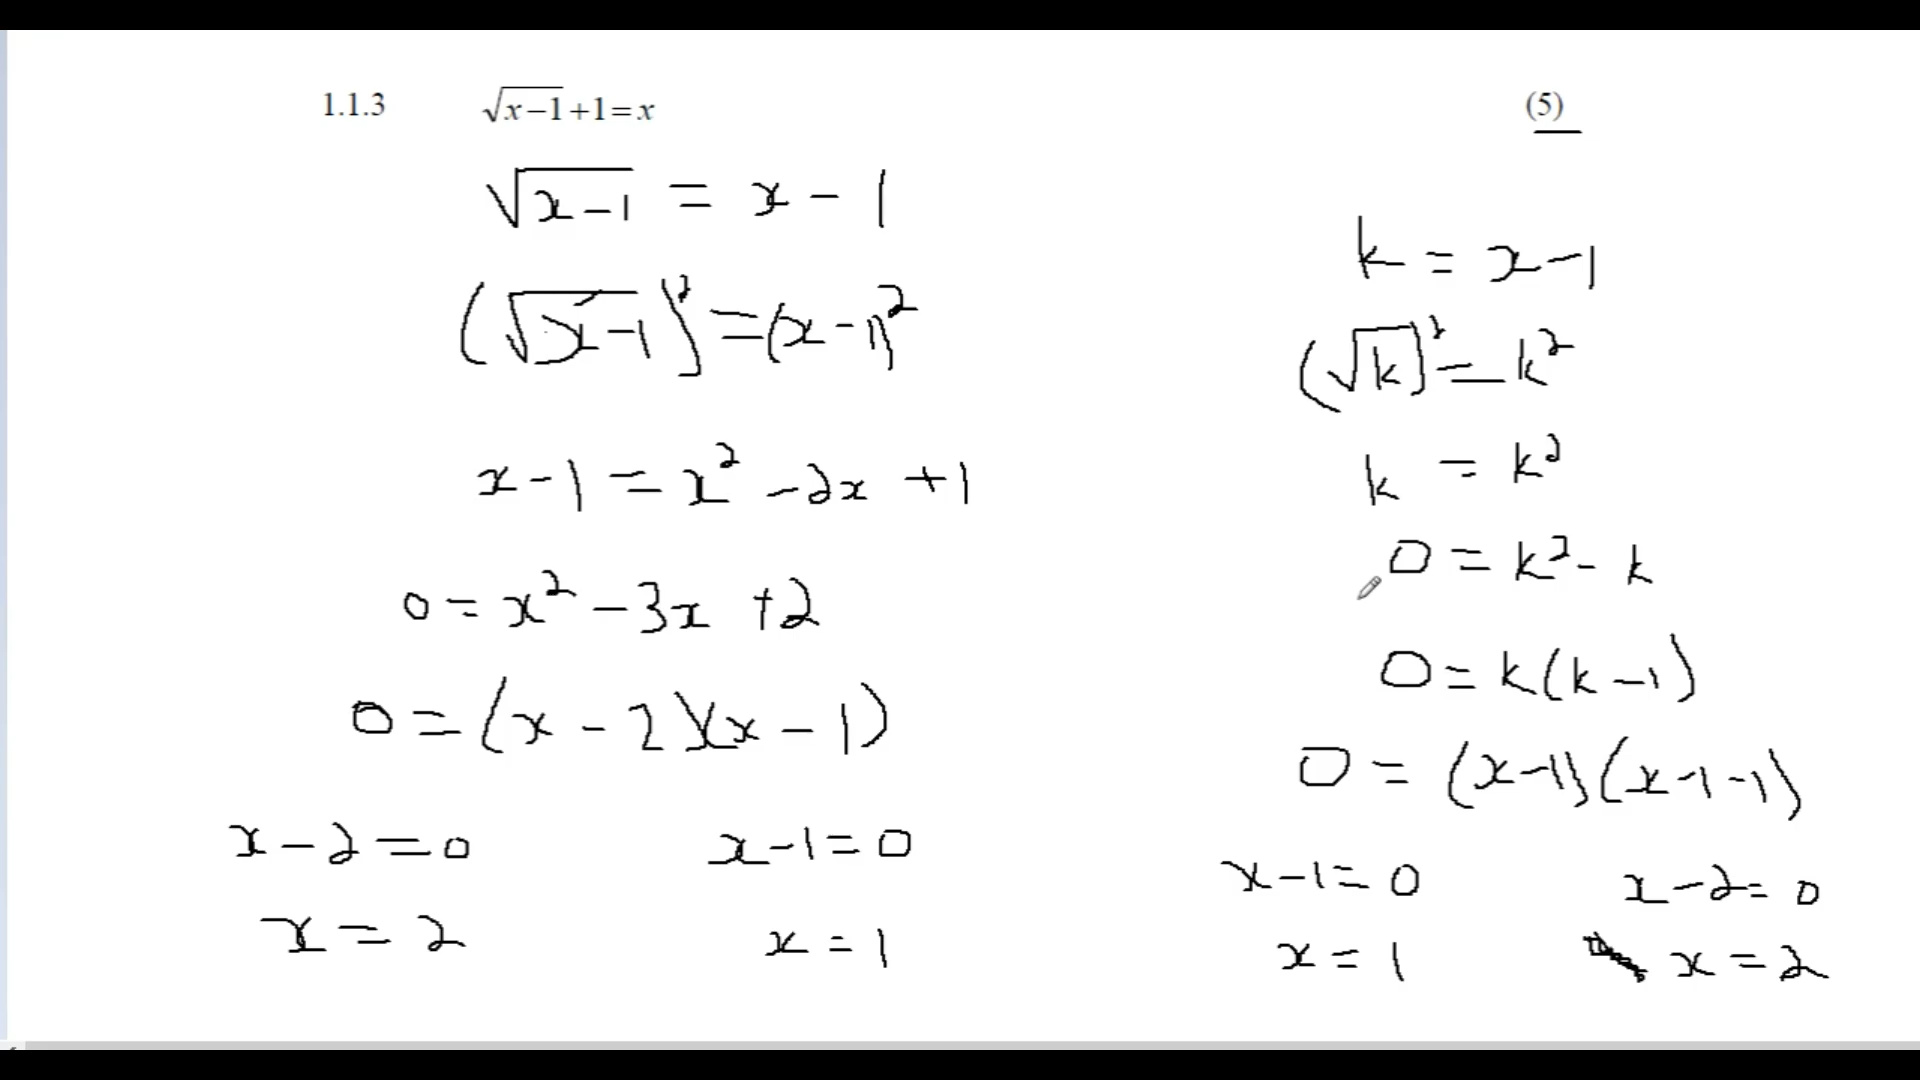 1.1.3 √x−1+1=x (5)
√x−1 = x − 1
(√x−1)² = (x−1)²
x−1 = x² −2x +1
0 = x² −3x +2
0 = (x−2)(x−1)
x−2=0 x−1=0
x=2 x=1
k = x−1
(√k)² = k²
k = k²
0 = k² − k
0 = k(k−1)
0 = (x−1)(x−1−1)
x−1=0 x−2=0
x=1 x=2